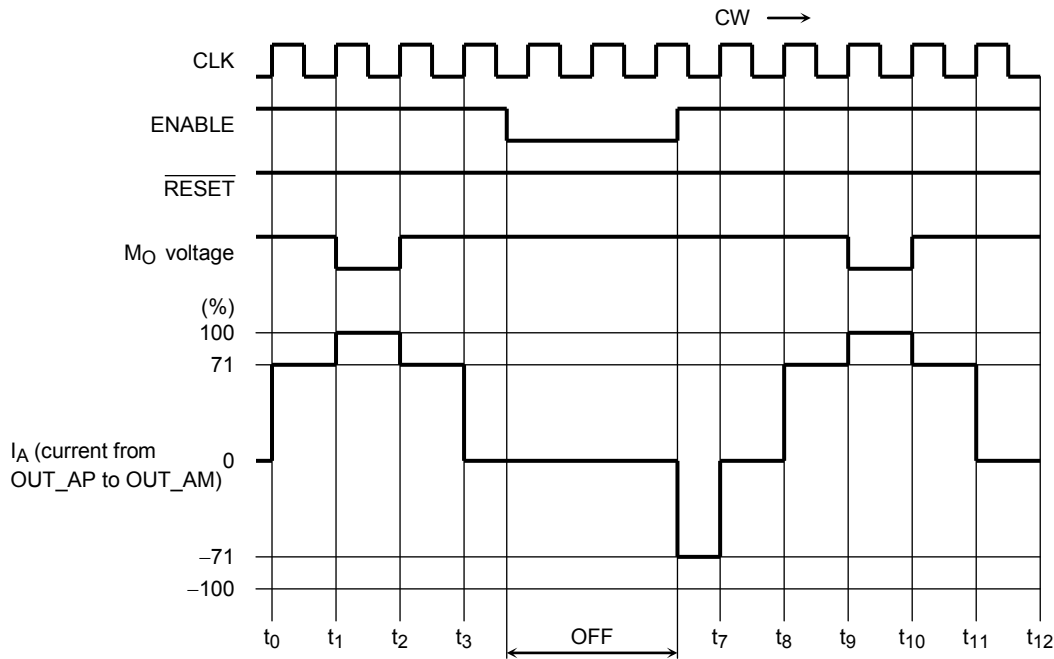 CW
CLK
ENABLE
RESET
MO voltage
(%)
100
71
IA (current from
OUT_AP to OUT_AM)
0
−71
−100
t0 t1 t2 t3 OFF t7 t8 t9 t10 t11 t12